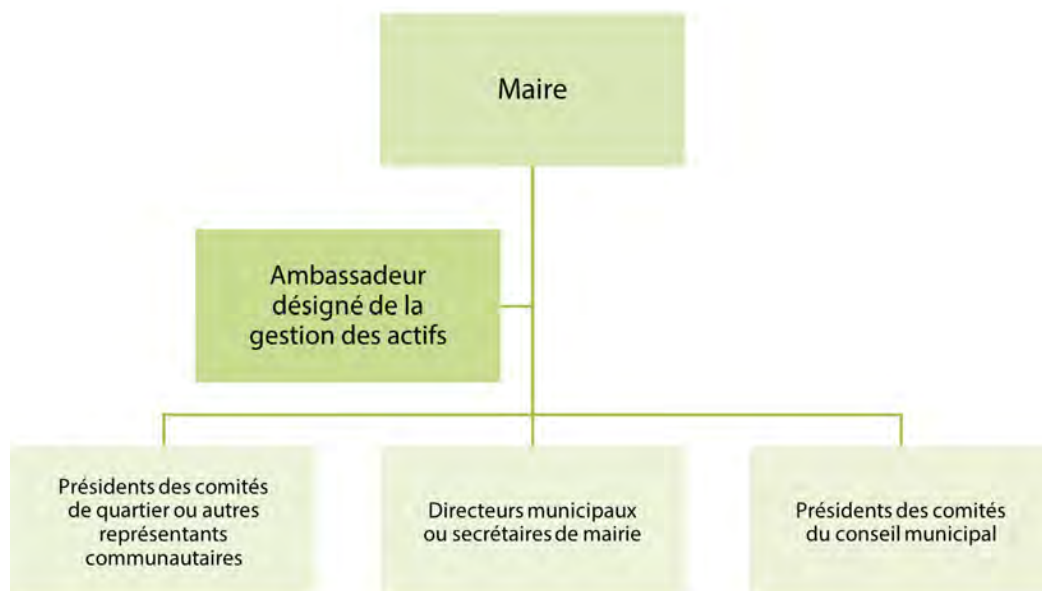 Maire
Ambassadeur
désigné de la
gestion des actifs
Présidents des comités
de quartier ou autres
représentants
communautaires
Directeurs municipaux
ou secrétaires de mairie
Présidents des comités
du conseil municipal